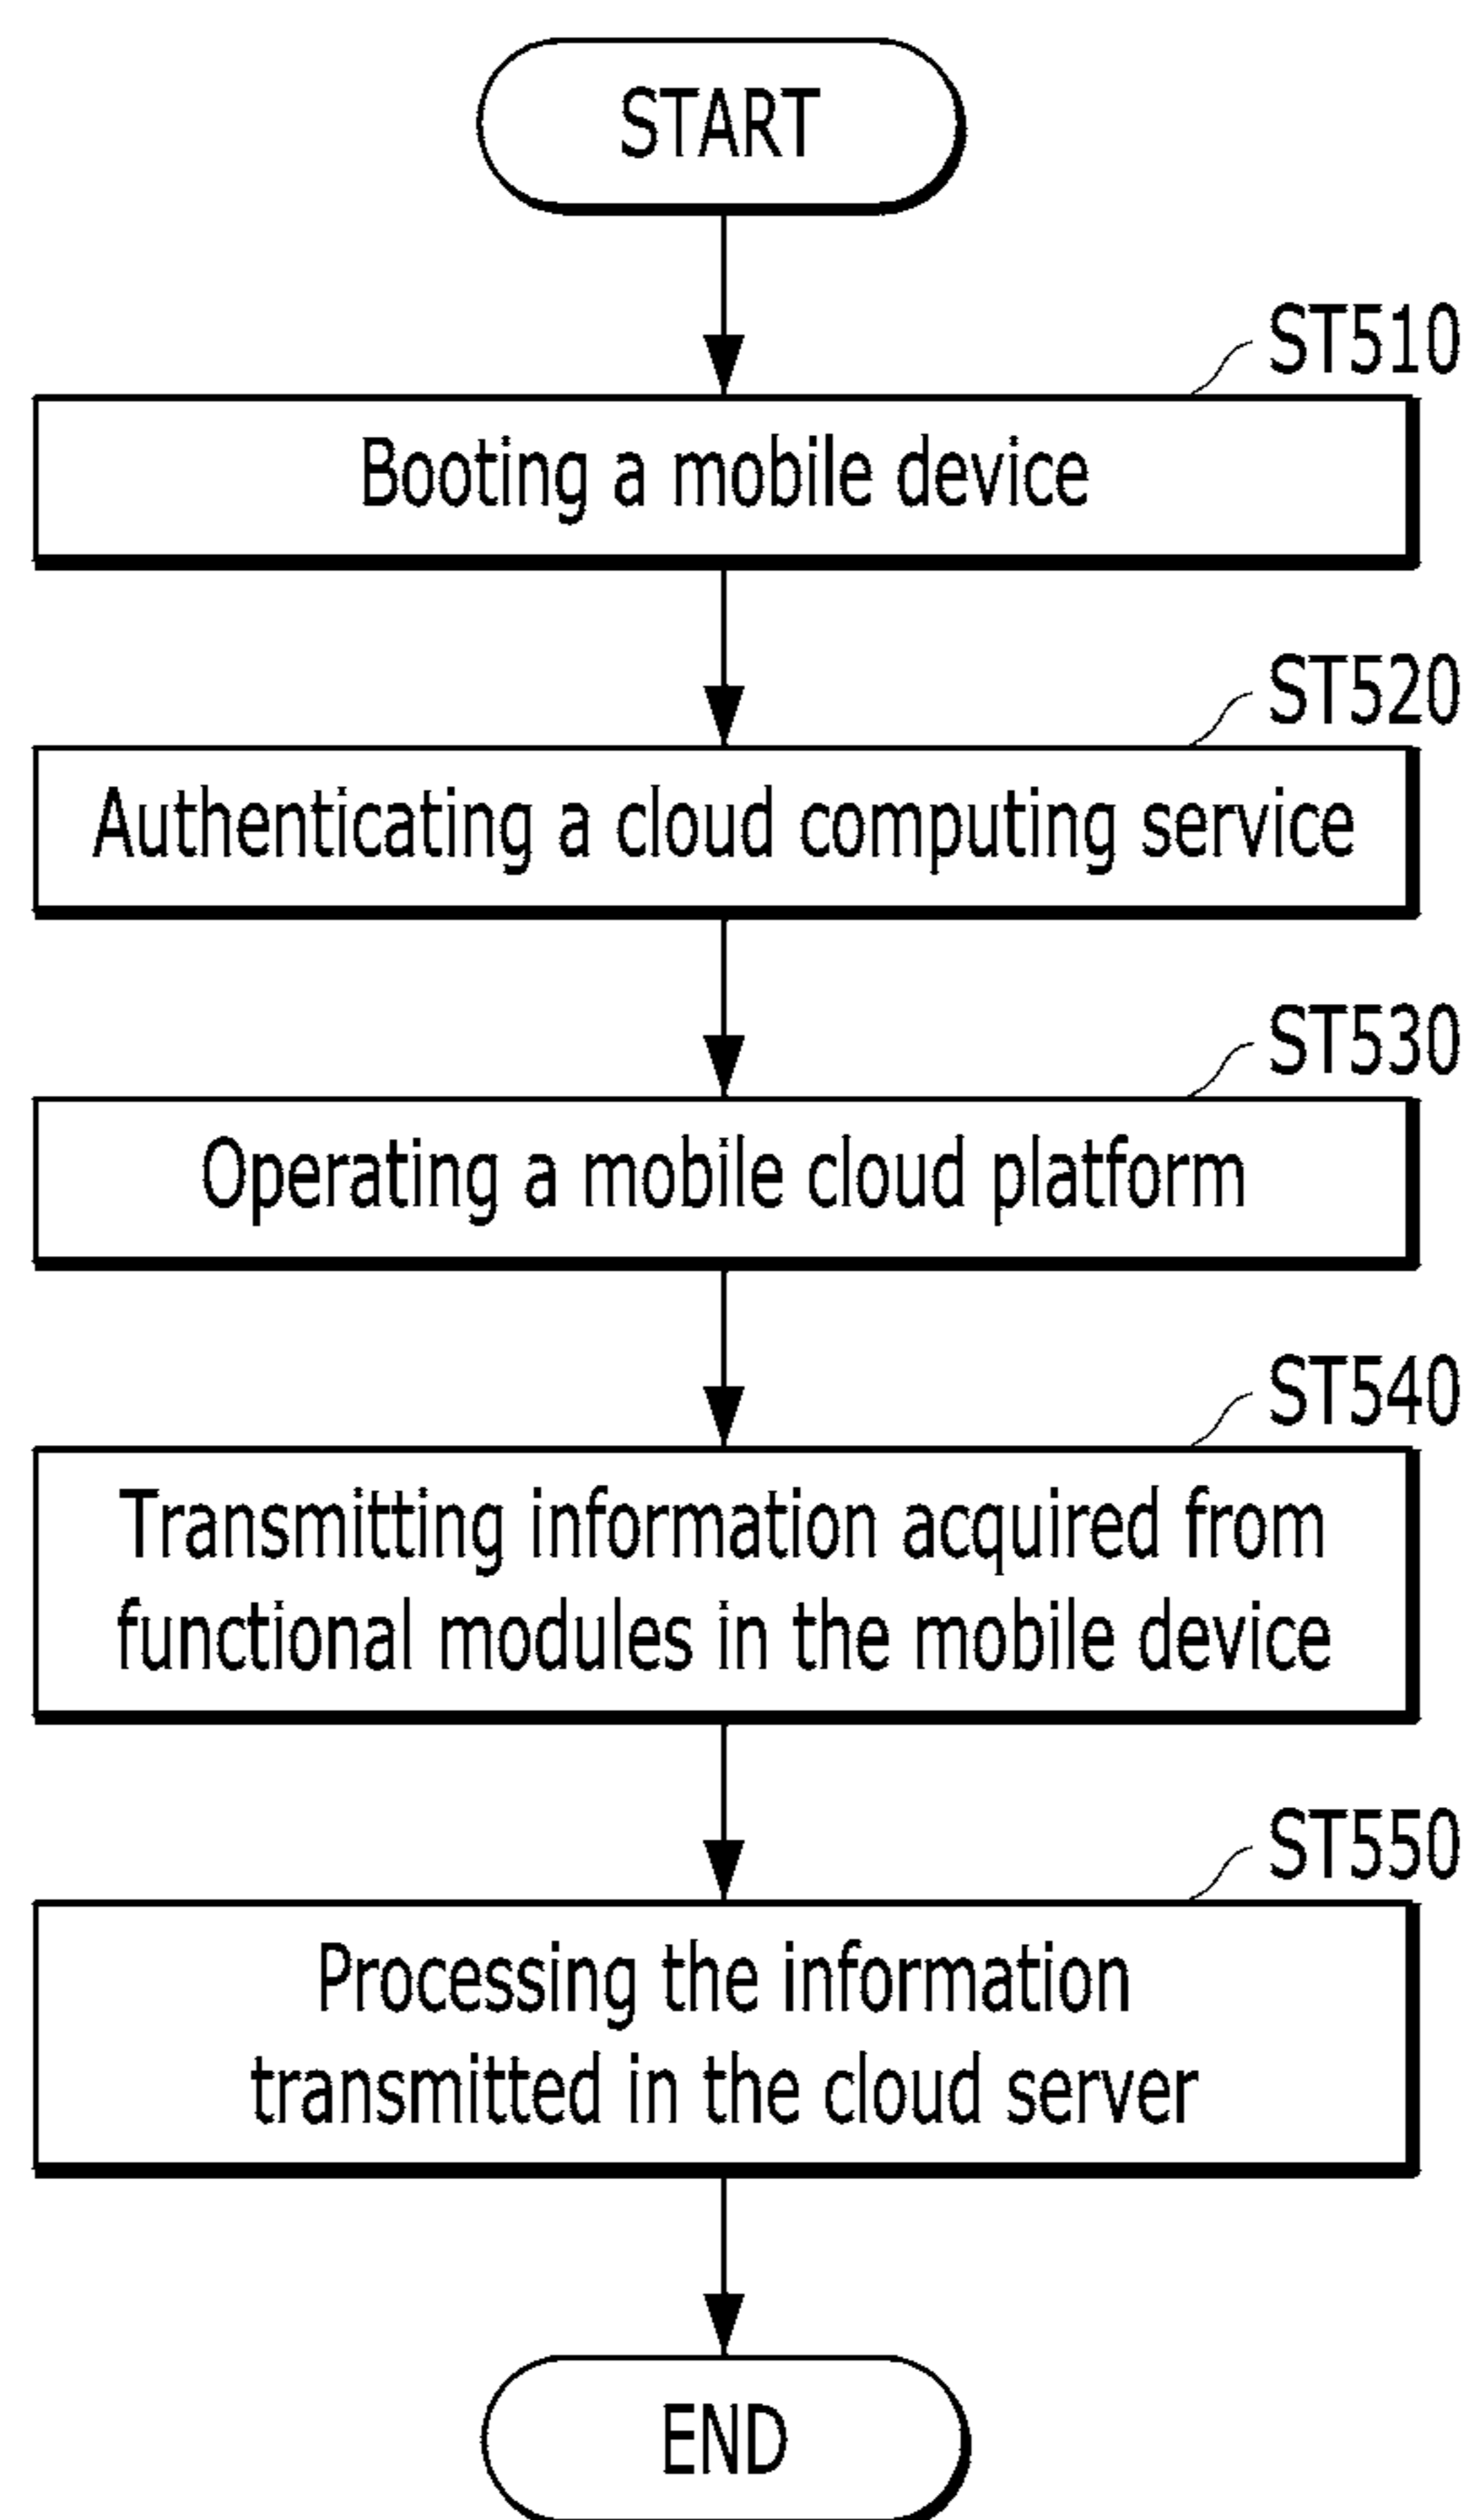 START
ST510
Booting a mobile device
ST520
Authenticating a cloud computing service
ST530
Operating a mobile cloud platform
ST540
Transmitting information acquired from
functional modules in the mobile device
ST550
Processing the information
transmitted in the cloud server
END